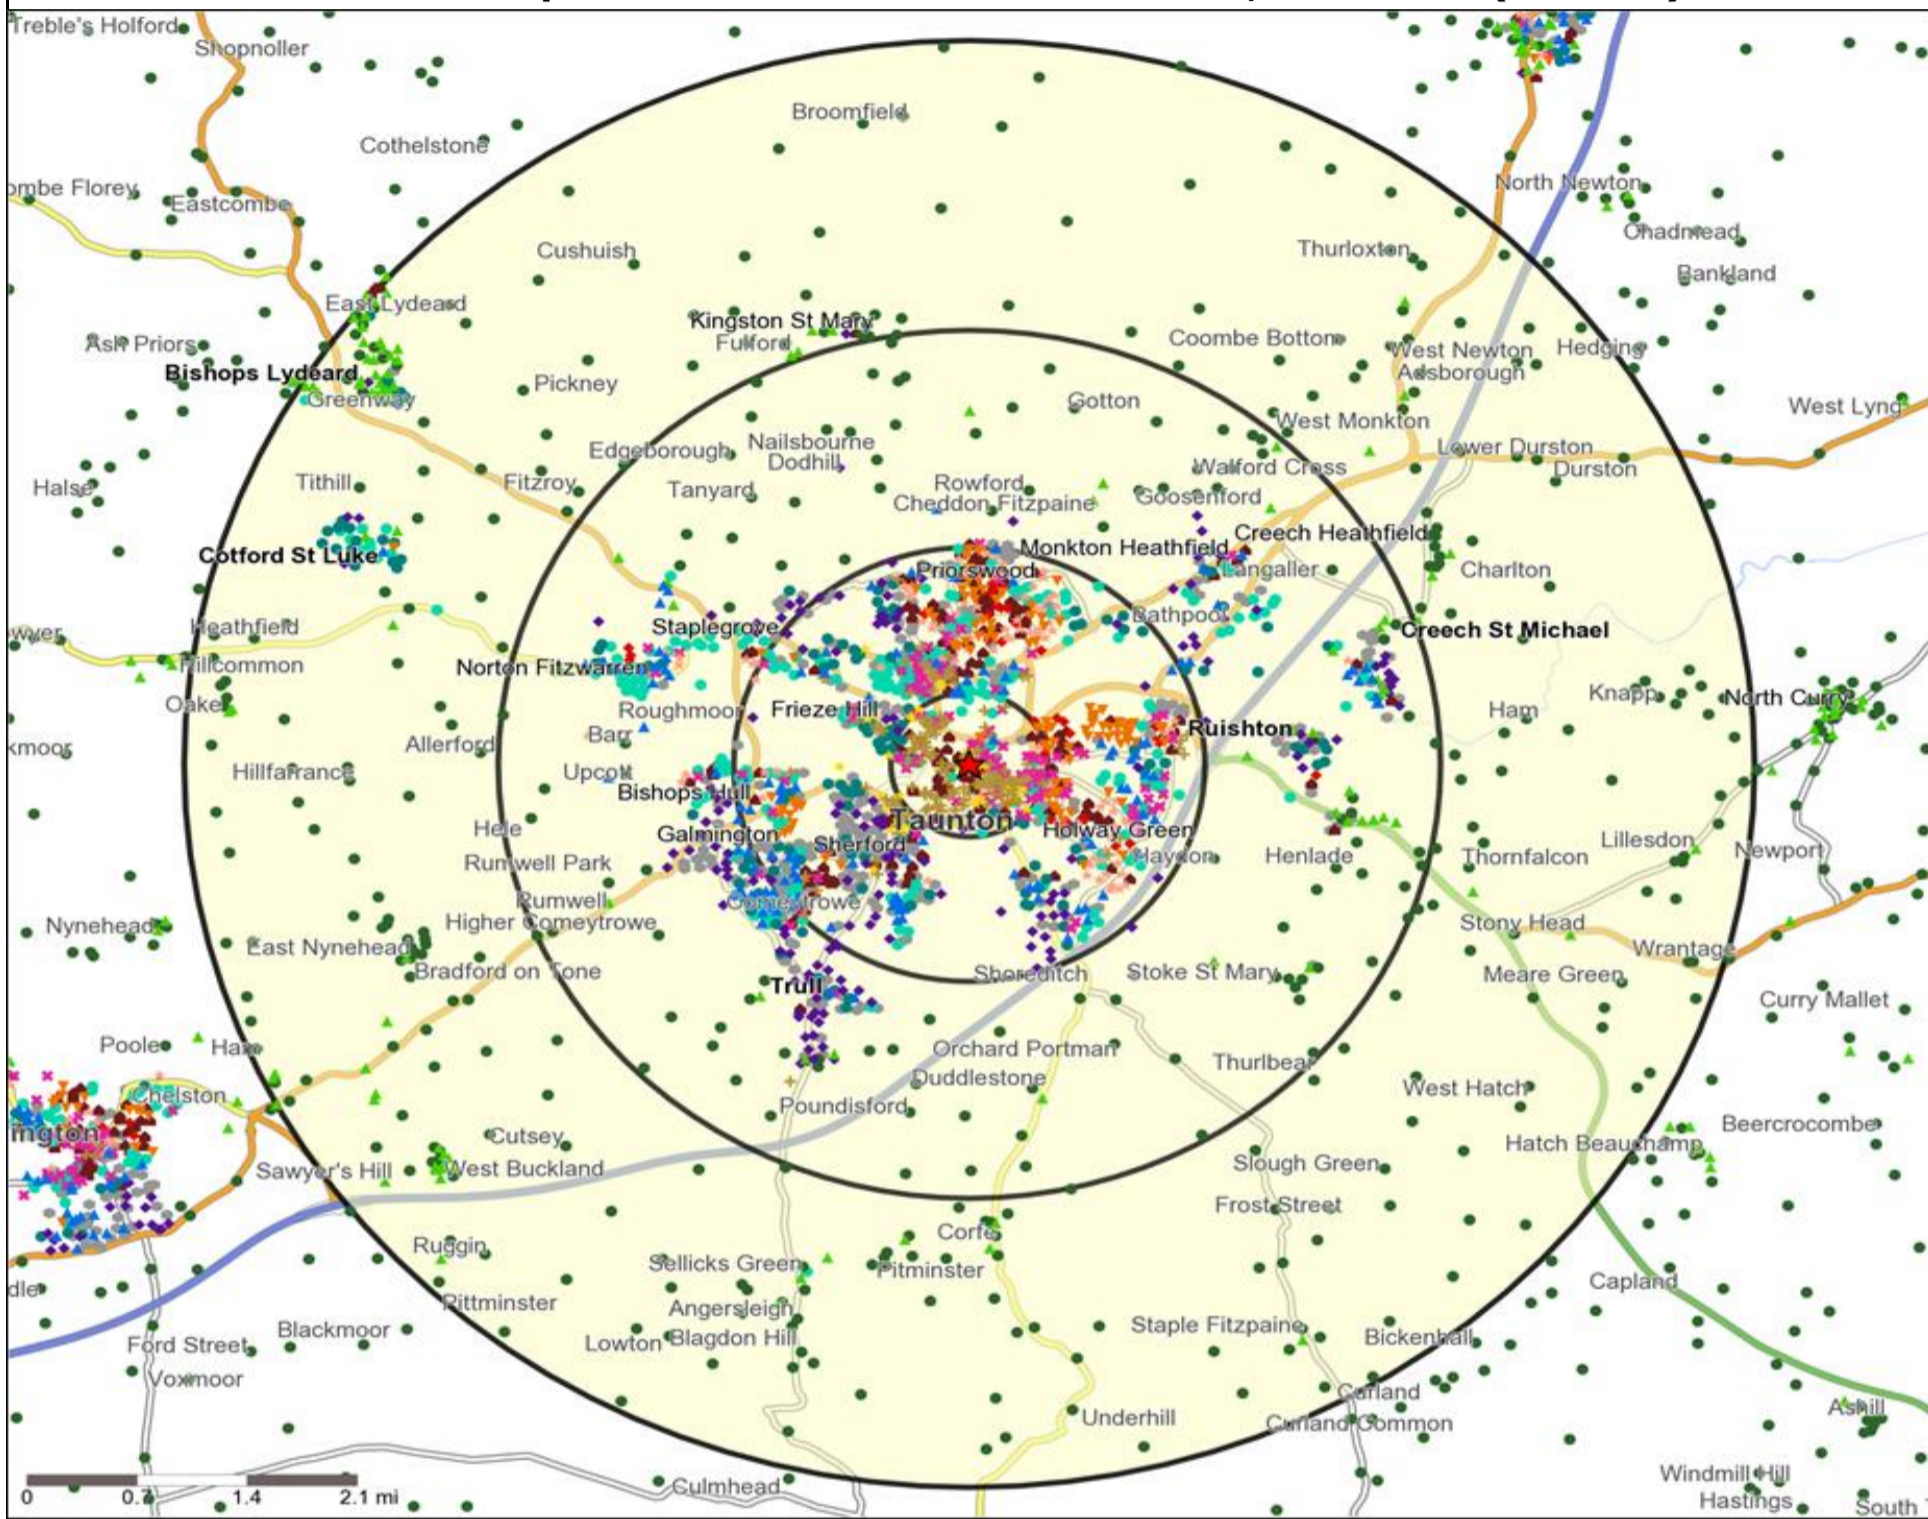 Treble's Holford
Shopnoller
Broomfield
Cothelstone
ombe Florey
Eastcombe
North Newton
Chadmead
Cushuish
Thurloxton
Bankland
East Lydeard
Kingston St Mary
Fulford
Ash Priors
Coombe Bottom
West Newton
Hedging
Adsborough
Bishops Lydeard
Greenway
Pickney
Gotton
West Lyng
West Monkton
Edgeborough
Nailsbourne
Dodhill
Lower Durston
Durston
Walford Cross
Halse
Tithill
Fitzroy
Tanyard
Rowford
Cheddon Fitzpaine
Goosenford
Creech Heathfield
Monkton Heathfield
Cotford St Luke
Priorswood
Langaller
Charlton
Bathpool
wyer
Heathfield
Staplegrove
Creech St Michael
Hillcommon
Norton Fitzwarren
Oake
Roughmoor
Frieze Hill
Knapp
North Curry
Ham
Ruishton
kmoor
Allerford
Barr
Hillfarrance
Upcott
Bishops Hull
Taunton
Hele
Galmington
Sherford
Holway Green
Lillesdon
Newport
Rumwell Park
Haydon
Henlade
Thornfalcon
Rumwell
Comeytrowe
Nynehead
Higher Comeytrowe
Stony Head
East Nynehead
Wrantage
Bradford on Tone
Trull
Shoreditch
Stoke St Mary
Meare Green
Curry Mallet
Poole
Ham
Orchard Portman
Thurlbear
Duddlestone
West Hatch
Chelston
Poundisford
ington
Cutsey
Beercrocombe
Hatch Beauchamp
Sawyer's Hill
West Buckland
Slough Green
Frost Street
Ruggin
Corfe
Sellicks Green
Pitminster
dle
Capland
Pittminster
Angersleigh
Ford Street
Blackmoor
Lowton
Blagdon Hill
Staple Fitzpaine
Bickenhall
Voxmoor
Curland
Underhill
Curland Common
Ashill
Culmhead
Windmill Hill
Hastings
South
0 0.7 1.4 2.1 mi